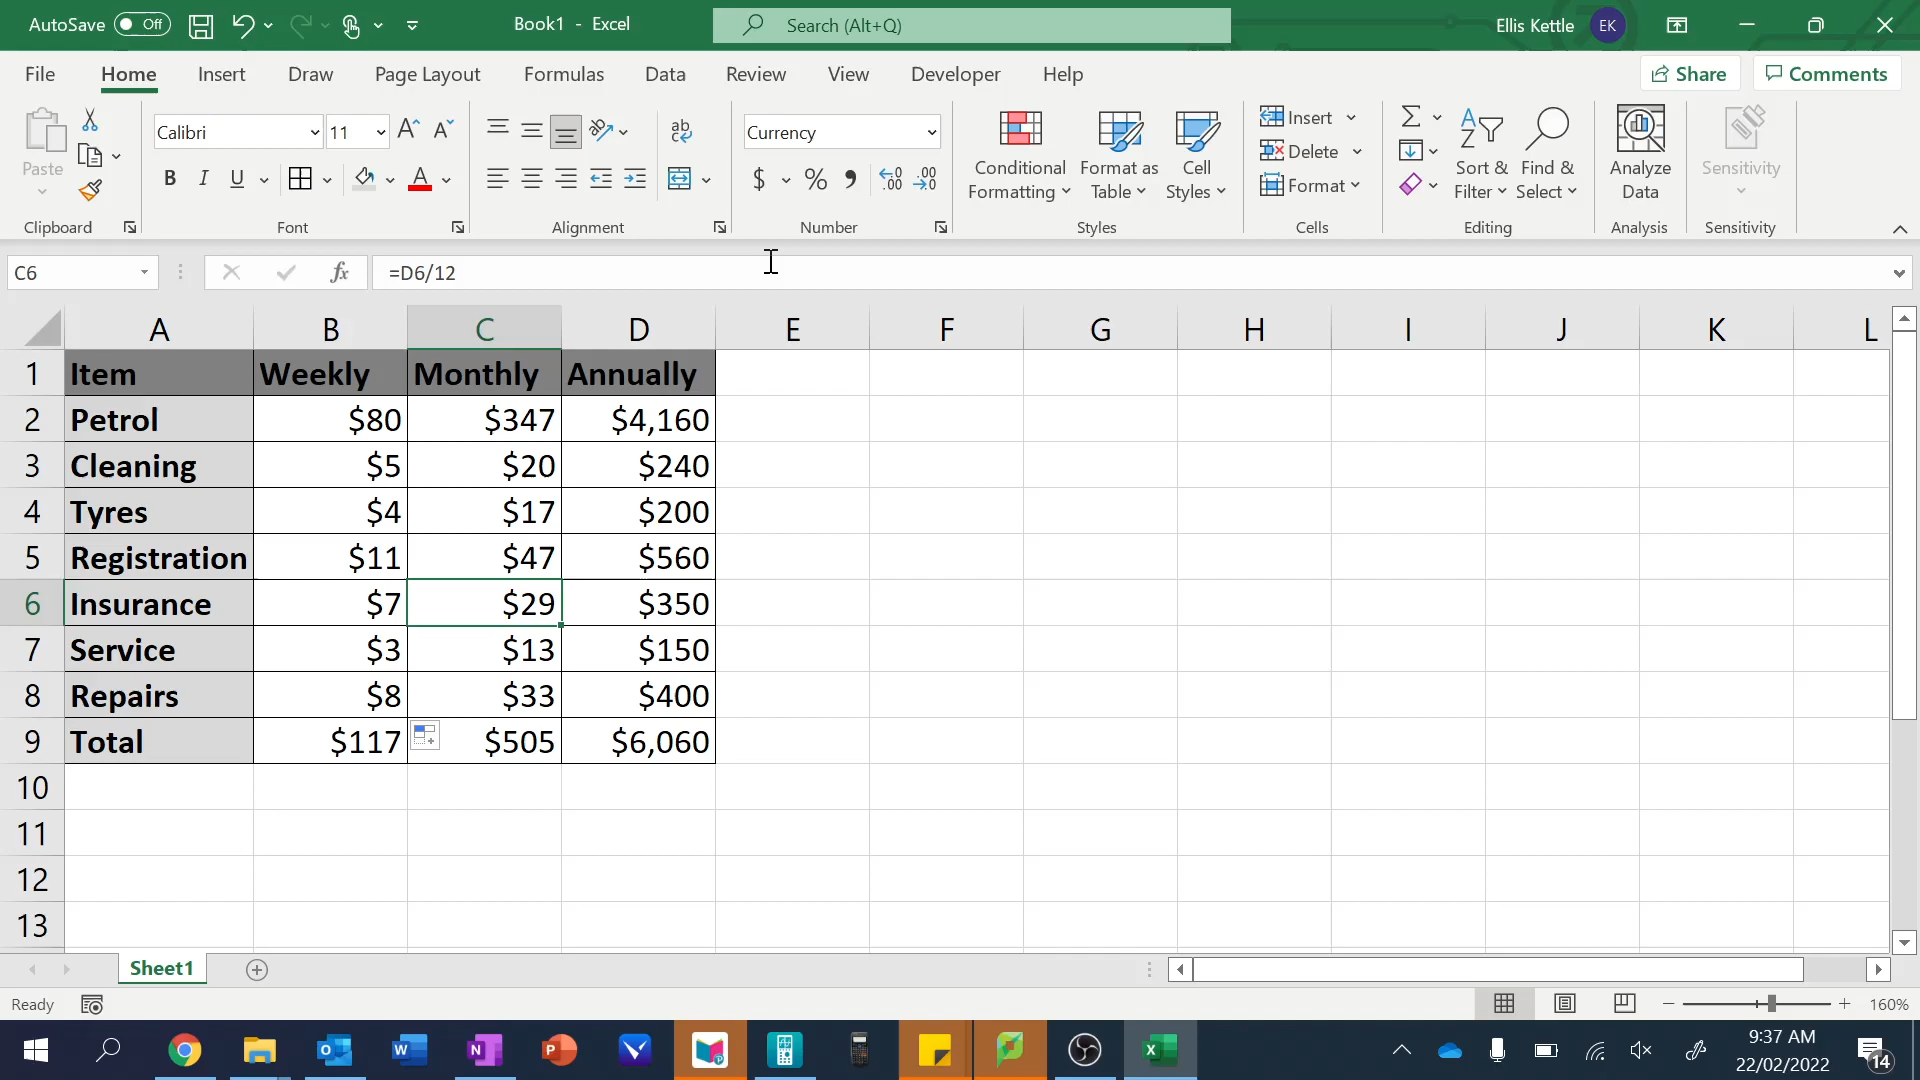 AutoSave Off Book1 - Excel Search (Alt+Q) Ellis Kettle EK
File Home Insert Draw Page Layout Formulas Data Review View Developer Help Share Comments
Paste Calibri 11 ab Currency Conditional Formatting Format as Table Cell Styles Insert Delete Format Sort & Filter Find & Select Analyze Data Sensitivity
Clipboard Font Alignment Number Styles Cells Editing Analysis Sensitivity
C6 fx =D6/12
A B C D E F G H I J K L
1 Item Weekly Monthly Annually
2 Petrol $80 $347 $4,160
3 Cleaning $5 $20 $240
4 Tyres $4 $17 $200
5 Registration $11 $47 $560
6 Insurance $7 $29 $350
7 Service $3 $13 $150
8 Repairs $8 $33 $400
9 Total $117 $505 $6,060
10
11
12
13
Sheet1
Ready 160%
9:37 AM
22/02/2022
14